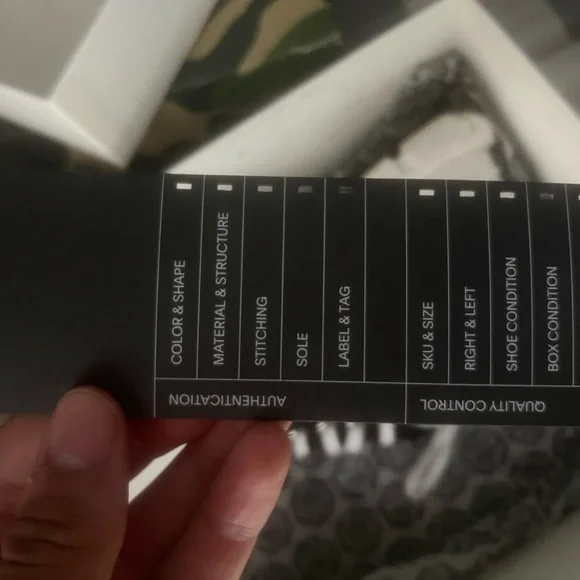 AUTHENTICATION
COLOR & SHAPE
MATERIAL & STRUCTURE
STITCHING
SOLE
LABEL & TAG
QUALITY CONTROL
SKU & SIZE
RIGHT & LEFT
SHOE CONDITION
BOX CONDITION